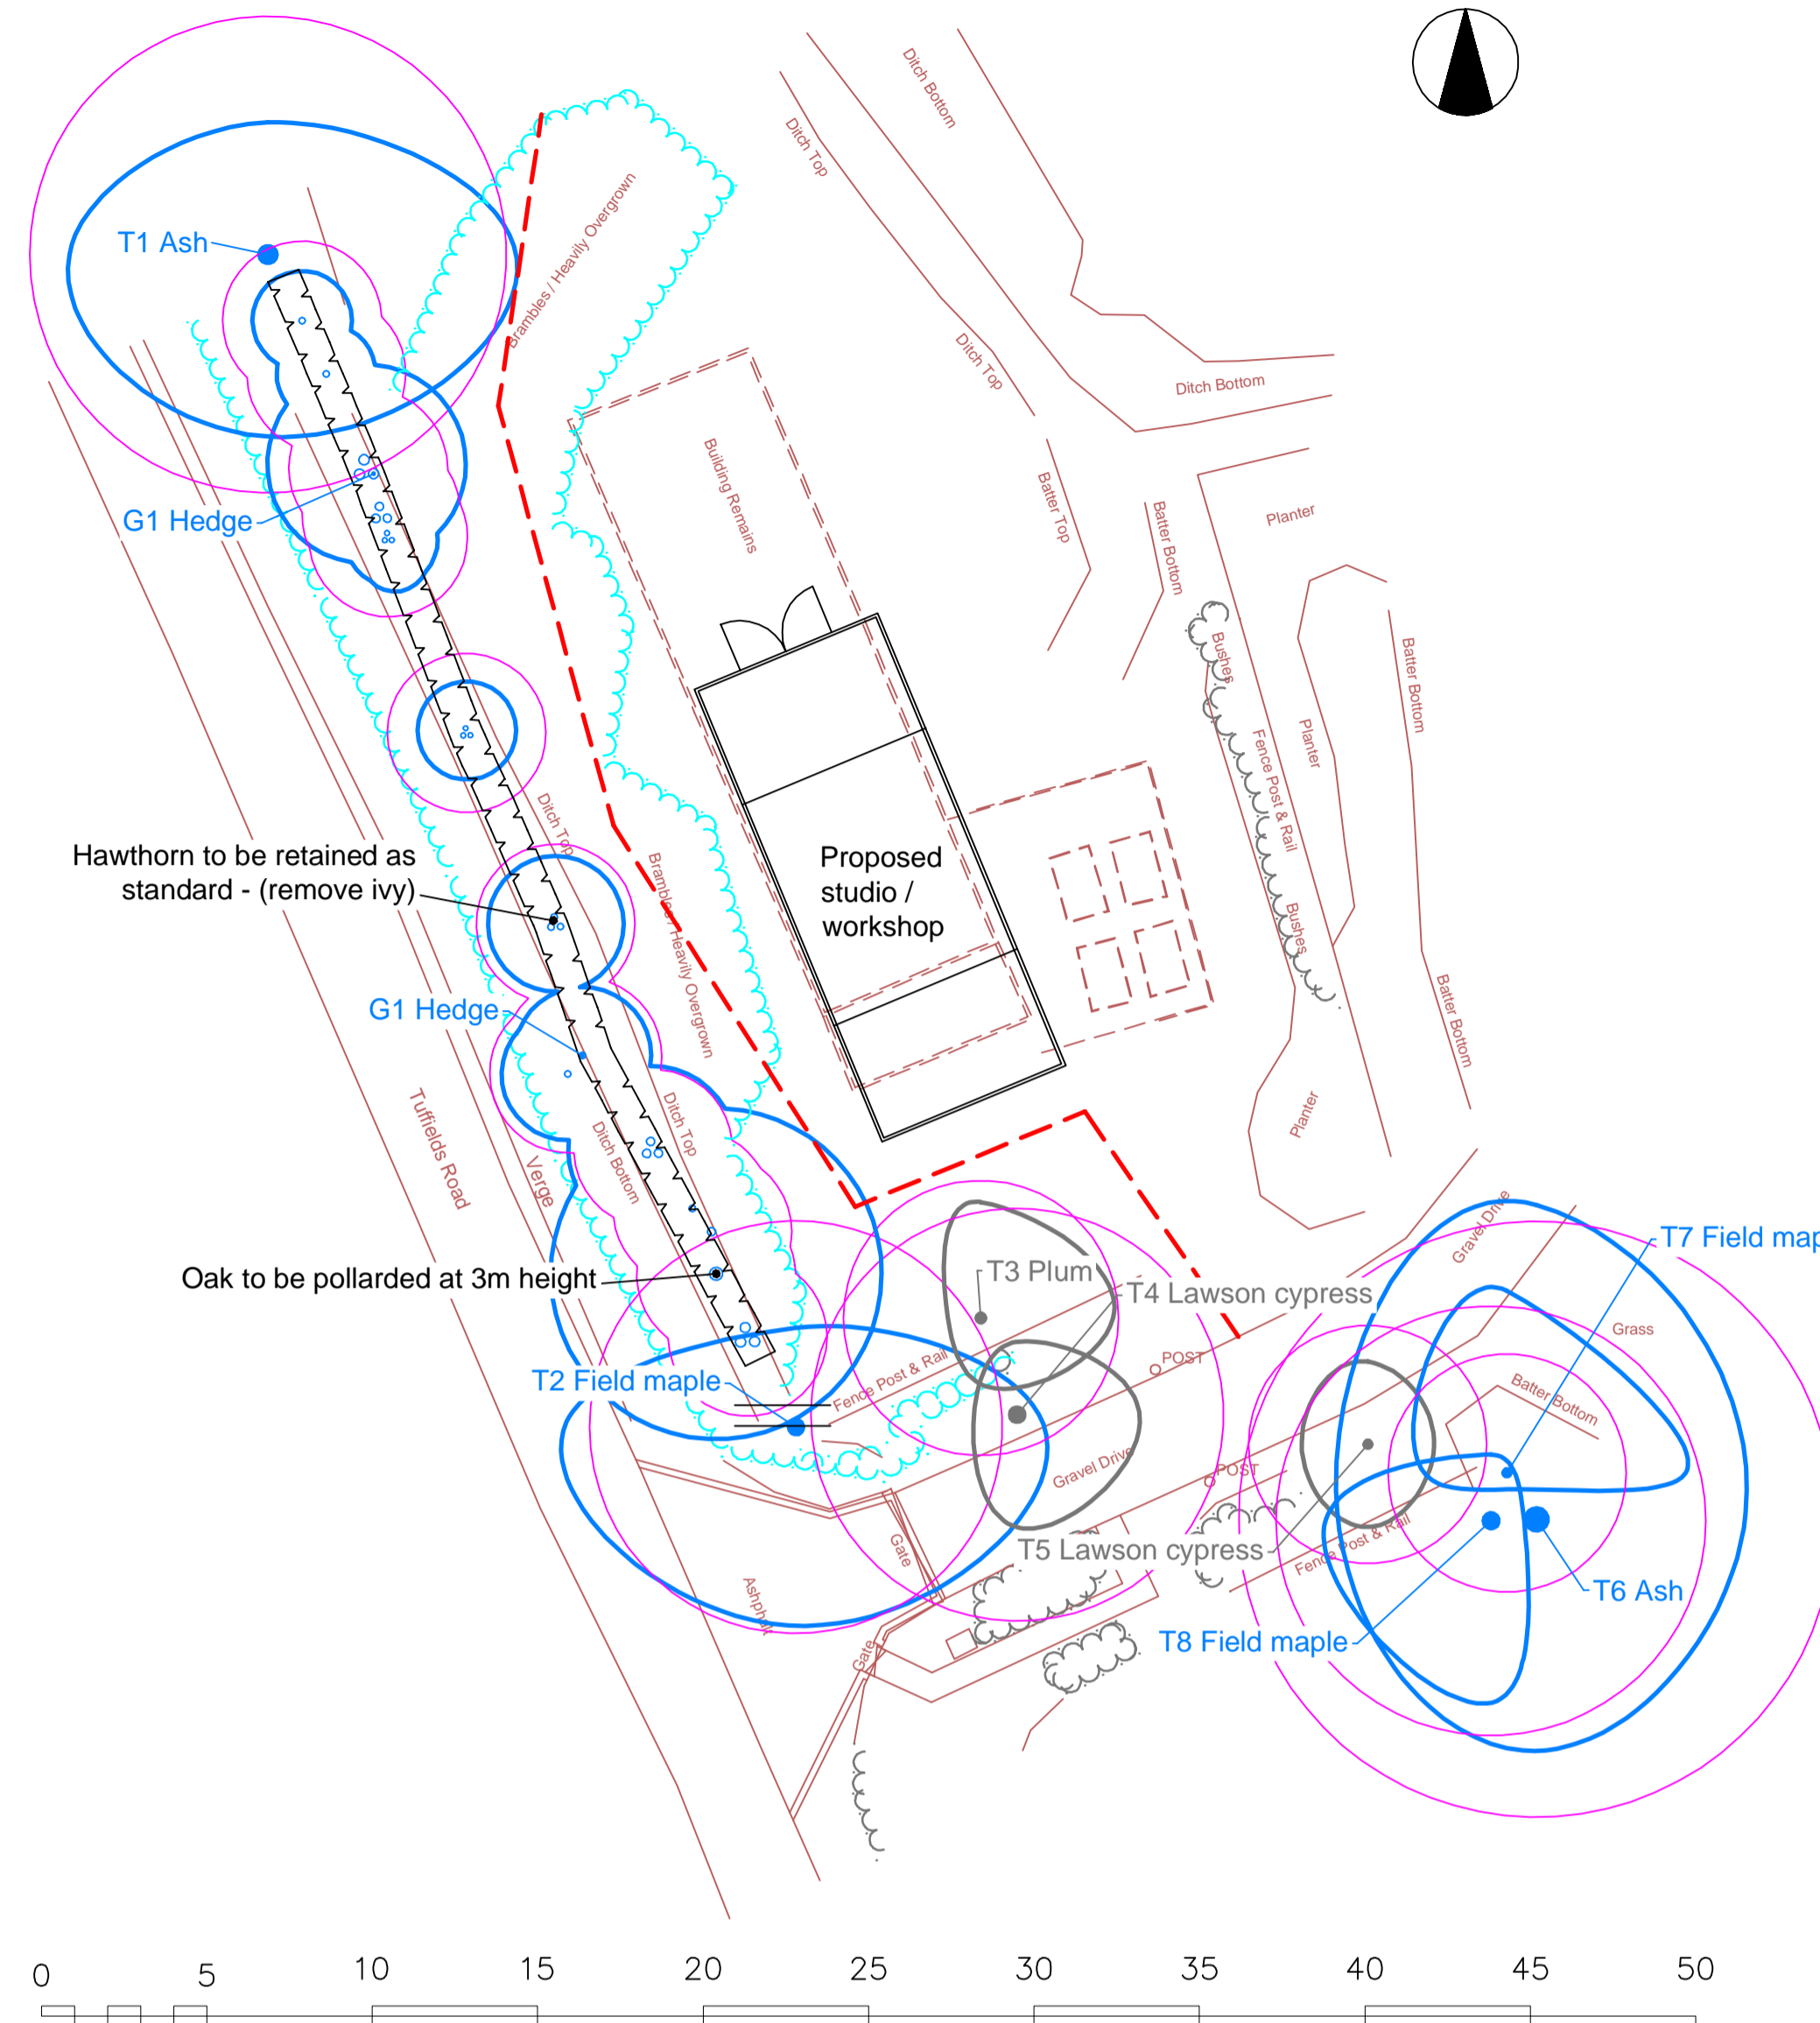 Ditch Bottom
Ditch Top
T1 Ash
Brambles / Heavily Overgrown
Ditch Top
Ditch Bottom
Building Remains
Batter Top
Batter Bottom
Planter
G1 Hedge
Bushes
Batter Bottom
Planter
Fence Post & Rail
Ditch Top
Hawthorn to be retained as
standard - (remove ivy)
Brambles / Heavily Overgrown
Proposed
studio /
workshop
Bushes
Batter Bottom
G1 Hedge
Tuffields Road
Verge
Ditch Bottom
Ditch Top
Planter
Gravel Drive
T7 Field map
Oak to be pollarded at 3m height
T3 Plum
T4 Lawson cypress
Grass
POST
T2 Field maple
Fence Post & Rail
Batter Bottom
Gravel Drive
POST
Gate
T5 Lawson cypress
Fence Post & Rail
T6 Ash
Ashphalt
Gate
T8 Field maple
0 5 10 15 20 25 30 35 40 45 50